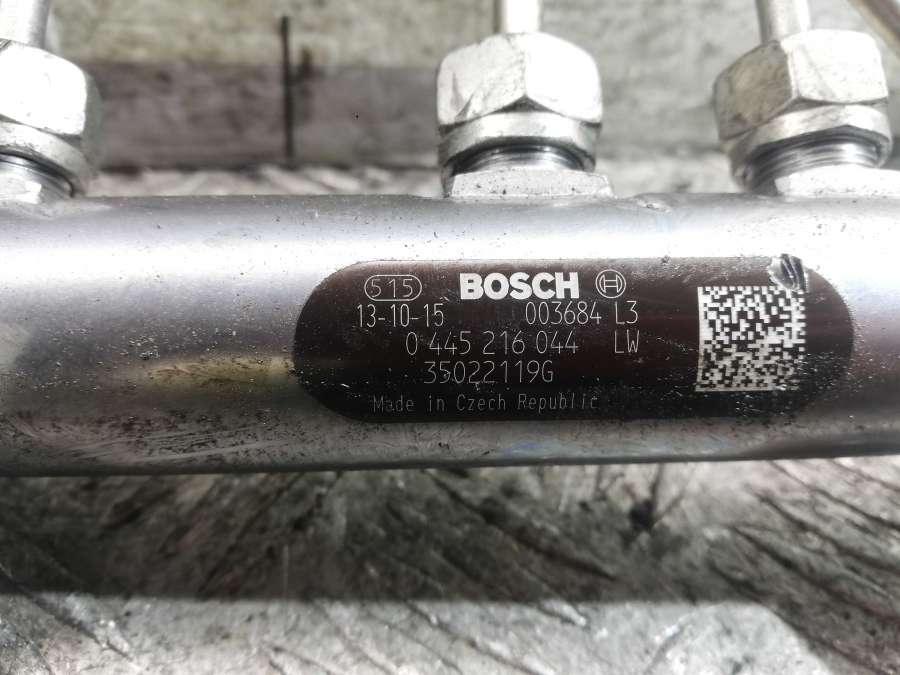 515 BOSCH
13-10-15 003684 L3
0 445 216 044 LW
35022119G
Made in Czech Republic